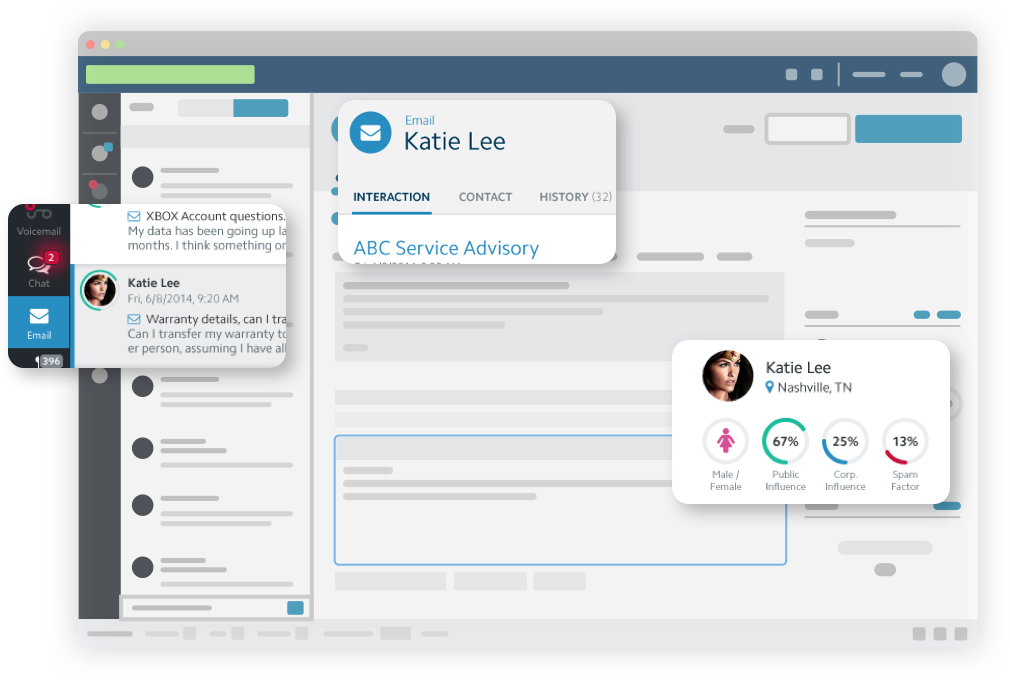 Email
Katie Lee
INTERACTION CONTACT HISTORY (32)
ABC Service Advisory
Voicemail
2
Chat
Email
396
XBOX Account questions.
My data has been going up la
months. I think something or
Katie Lee
Fri, 6/8/2014, 9:20 AM
Warranty details, can I tra
Can I transfer my warranty to
er person, assuming I have all
Katie Lee
Nashville, TN
67% 25% 13%
Male / Public Corp. Spam
Female Influence Influence Factor